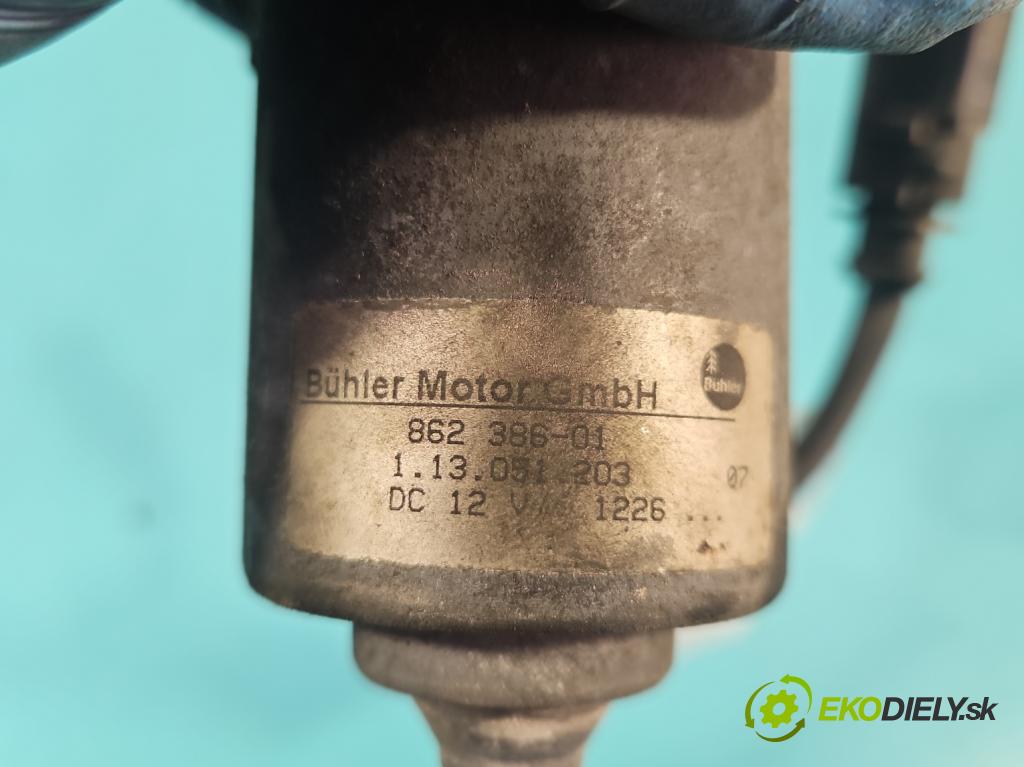 Bühler Motor GmbH
Bühler
862 386-01
1.13.051.203
07
DC 12 V/ 1226 ...
EKODIELY.sk